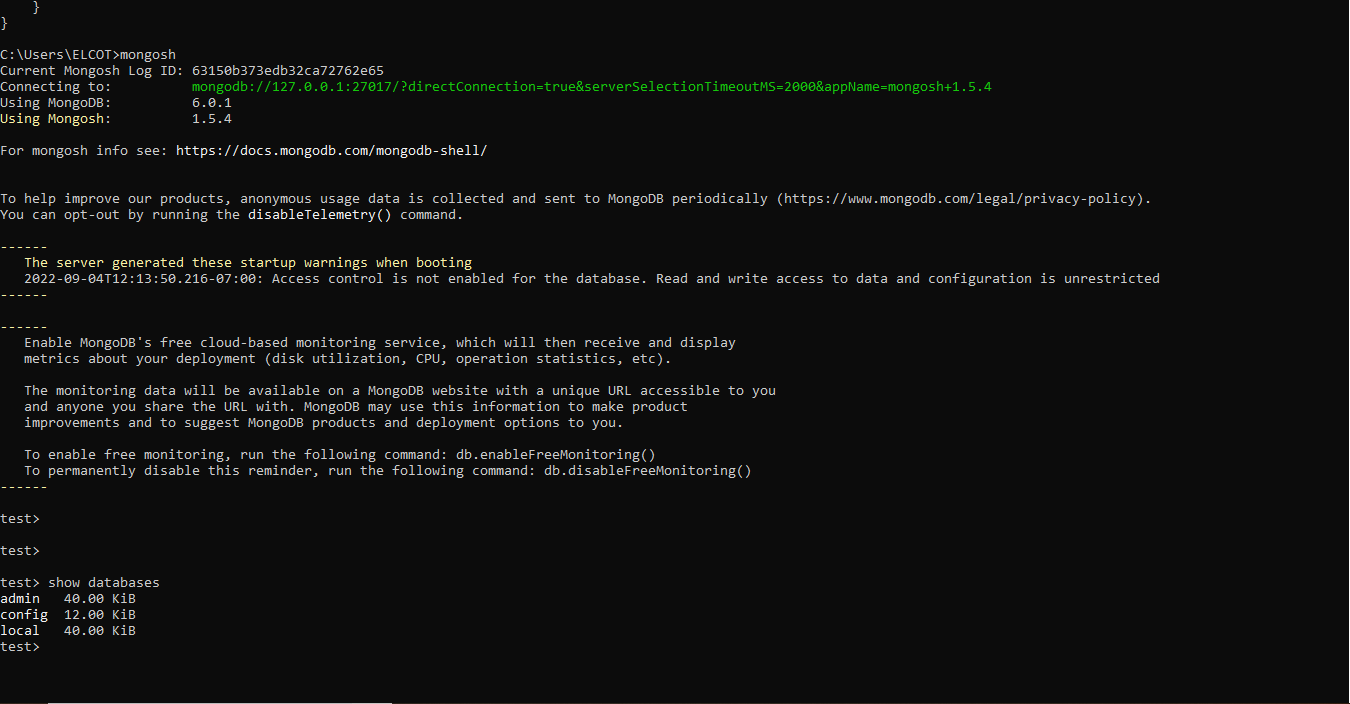 }
}
C:\Users\ELCOT>mongosh
Current Mongosh Log ID: 63150b373edb32ca72762e65
Connecting to:          mongodb://127.0.0.1:27017/?directConnection=true&serverSelectionTimeoutMS=2000&appName=mongosh+1.5.4
Using MongoDB:          6.0.1
Using Mongosh:          1.5.4
For mongosh info see: https://docs.mongodb.com/mongodb-shell/
To help improve our products, anonymous usage data is collected and sent to MongoDB periodically (https://www.mongodb.com/legal/privacy-policy).
You can opt-out by running the disableTelemetry() command.
------
   The server generated these startup warnings when booting
   2022-09-04T12:13:50.216-07:00: Access control is not enabled for the database. Read and write access to data and configuration is unrestricted
------
------
   Enable MongoDB's free cloud-based monitoring service, which will then receive and display
   metrics about your deployment (disk utilization, CPU, operation statistics, etc).
   The monitoring data will be available on a MongoDB website with a unique URL accessible to you
   and anyone you share the URL with. MongoDB may use this information to make product
   improvements and to suggest MongoDB products and deployment options to you.
   To enable free monitoring, run the following command: db.enableFreeMonitoring()
   To permanently disable this reminder, run the following command: db.disableFreeMonitoring()
------
test>
test>
test> show databases
admin   40.00 KiB
config  12.00 KiB
local   40.00 KiB
test>